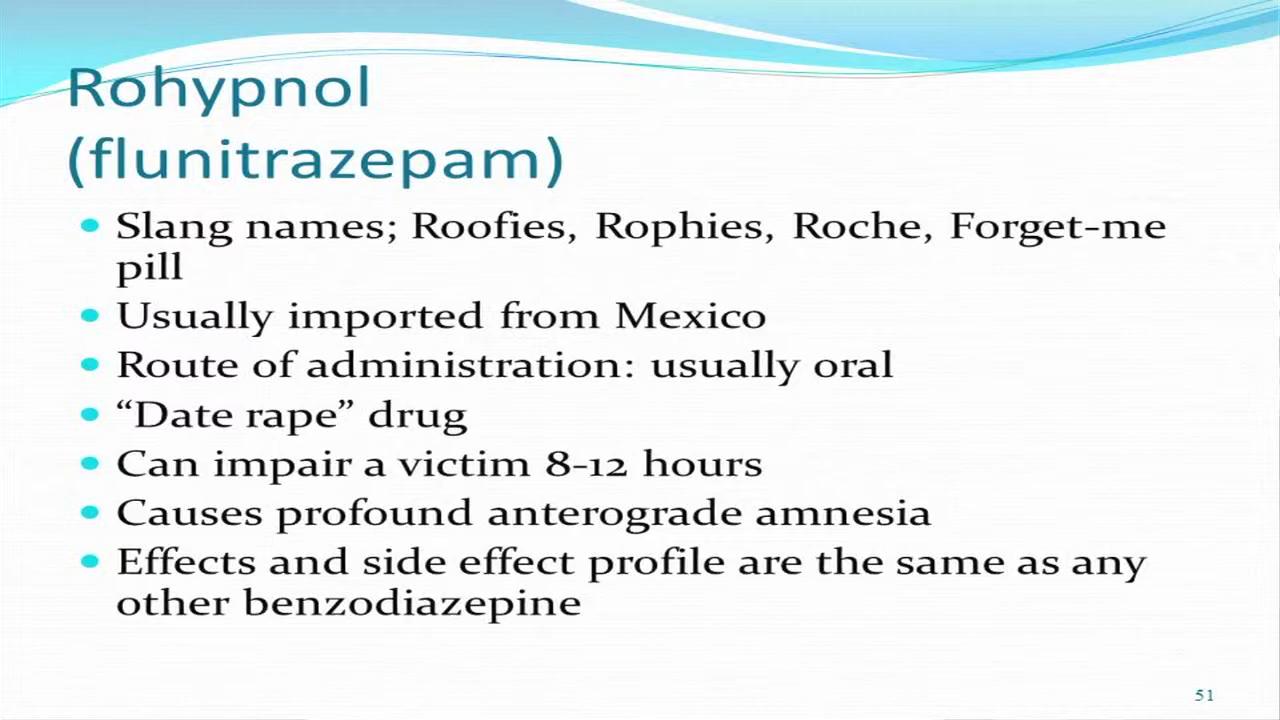 Rohypnol
(flunitrazepam)
• Slang names; Roofies, Rophies, Roche, Forget-me
pill
• Usually imported from Mexico
• Route of administration: usually oral
• “Date rape” drug
• Can impair a victim 8-12 hours
• Causes profound anterograde amnesia
• Effects and side effect profile are the same as any
other benzodiazepine
51